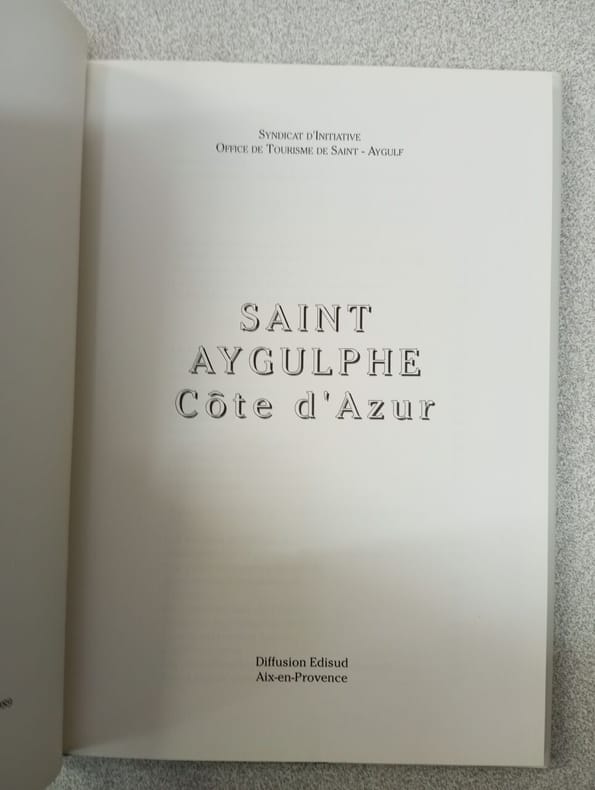 SYNDICAT D'INITIATIVE
OFFICE DE TOURISME DE SAINT - AYGULF
SAINT
AYGULPHE
Côte d'Azur
Diffusion Edisud
Aix-en-Provence